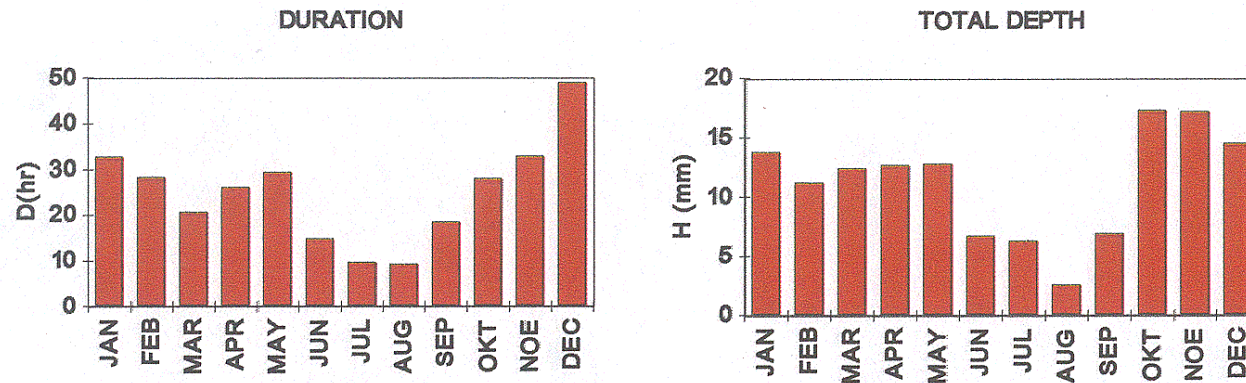 DURATION
D(hr)
50
40
30
20
10
0
JAN
FEB
MAR
APR
MAY
JUN
JUL
AUG
SEP
OKT
NOE
DEC
TOTAL DEPTH
H (mm)
20
15
10
5
0
JAN
FEB
MAR
APR
MAY
JUN
JUL
AUG
SEP
OKT
NOE
DEC